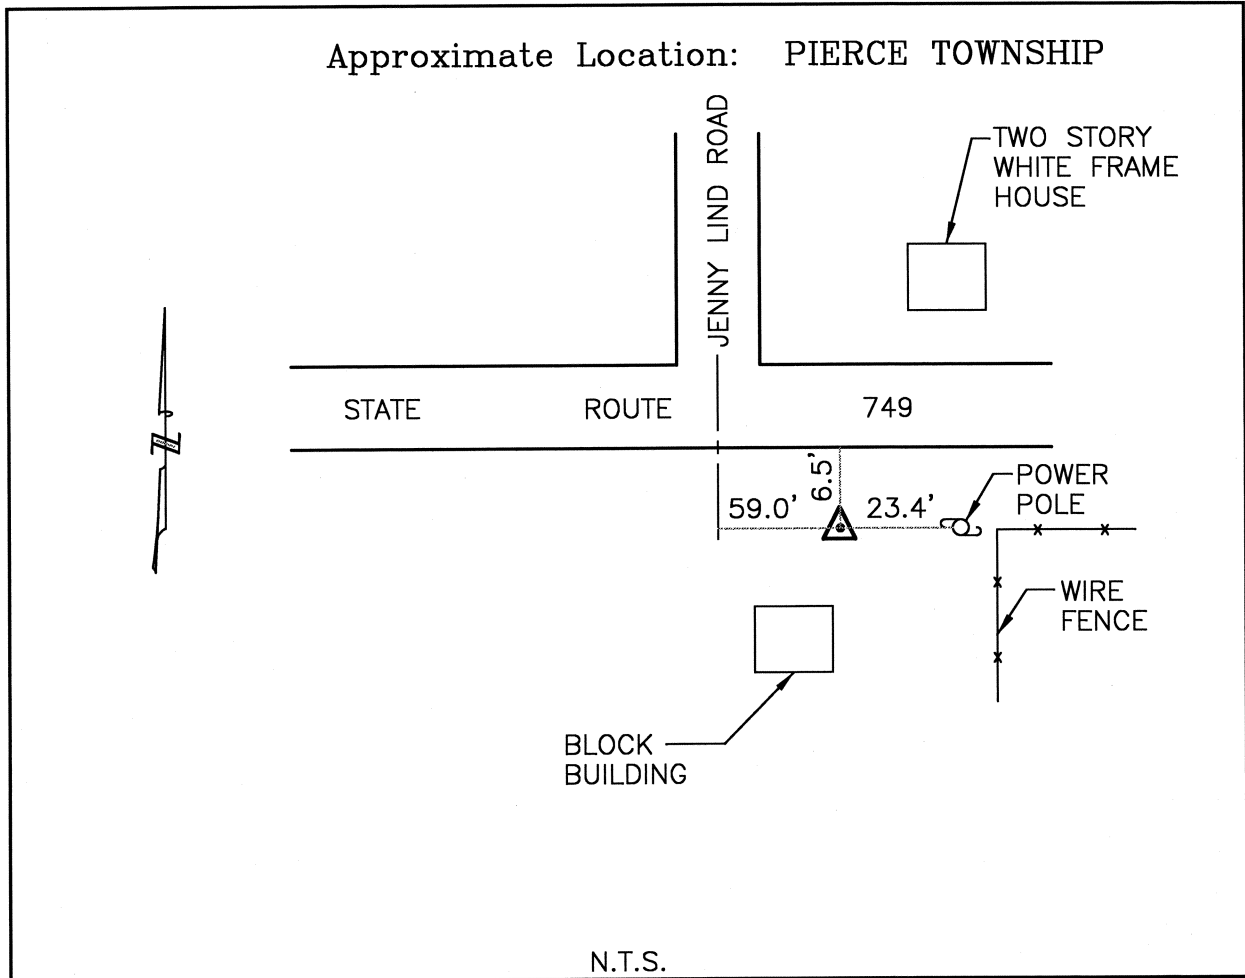 Approximate Location: PIERCE TOWNSHIP
JENNY LIND ROAD
TWO STORY
WHITE FRAME
HOUSE
STATE ROUTE 749
6.5'
59.0' 23.4'
POWER
POLE
WIRE
FENCE
BLOCK
BUILDING
N.T.S.